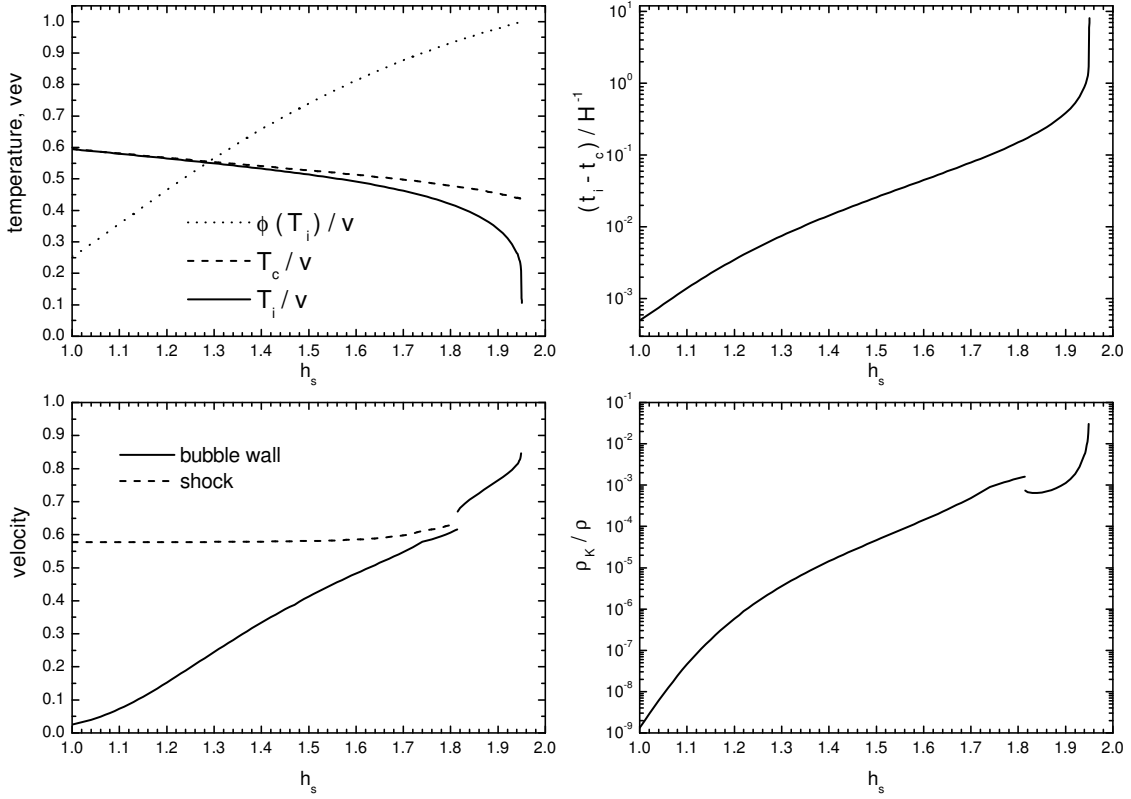 temperature, vev
1.0
0.9
0.8
0.7
0.6
0.5
0.4
0.3
0.2
0.1
0.0
ϕ (T_i) / v
T_c / v
T_i / v
1.0 1.1 1.2 1.3 1.4 1.5 1.6 1.7 1.8 1.9 2.0
h_s
(t_i - t_c) / H^-1
10^1
10^0
10^-1
10^-2
10^-3
1.0 1.1 1.2 1.3 1.4 1.5 1.6 1.7 1.8 1.9 2.0
h_s
velocity
1.0
0.9
0.8
0.7
0.6
0.5
0.4
0.3
0.2
0.1
0.0
bubble wall
shock
1.0 1.1 1.2 1.3 1.4 1.5 1.6 1.7 1.8 1.9 2.0
h_s
ρ_K / ρ
10^-1
10^-2
10^-3
10^-4
10^-5
10^-6
10^-7
10^-8
10^-9
1.0 1.1 1.2 1.3 1.4 1.5 1.6 1.7 1.8 1.9 2.0
h_s